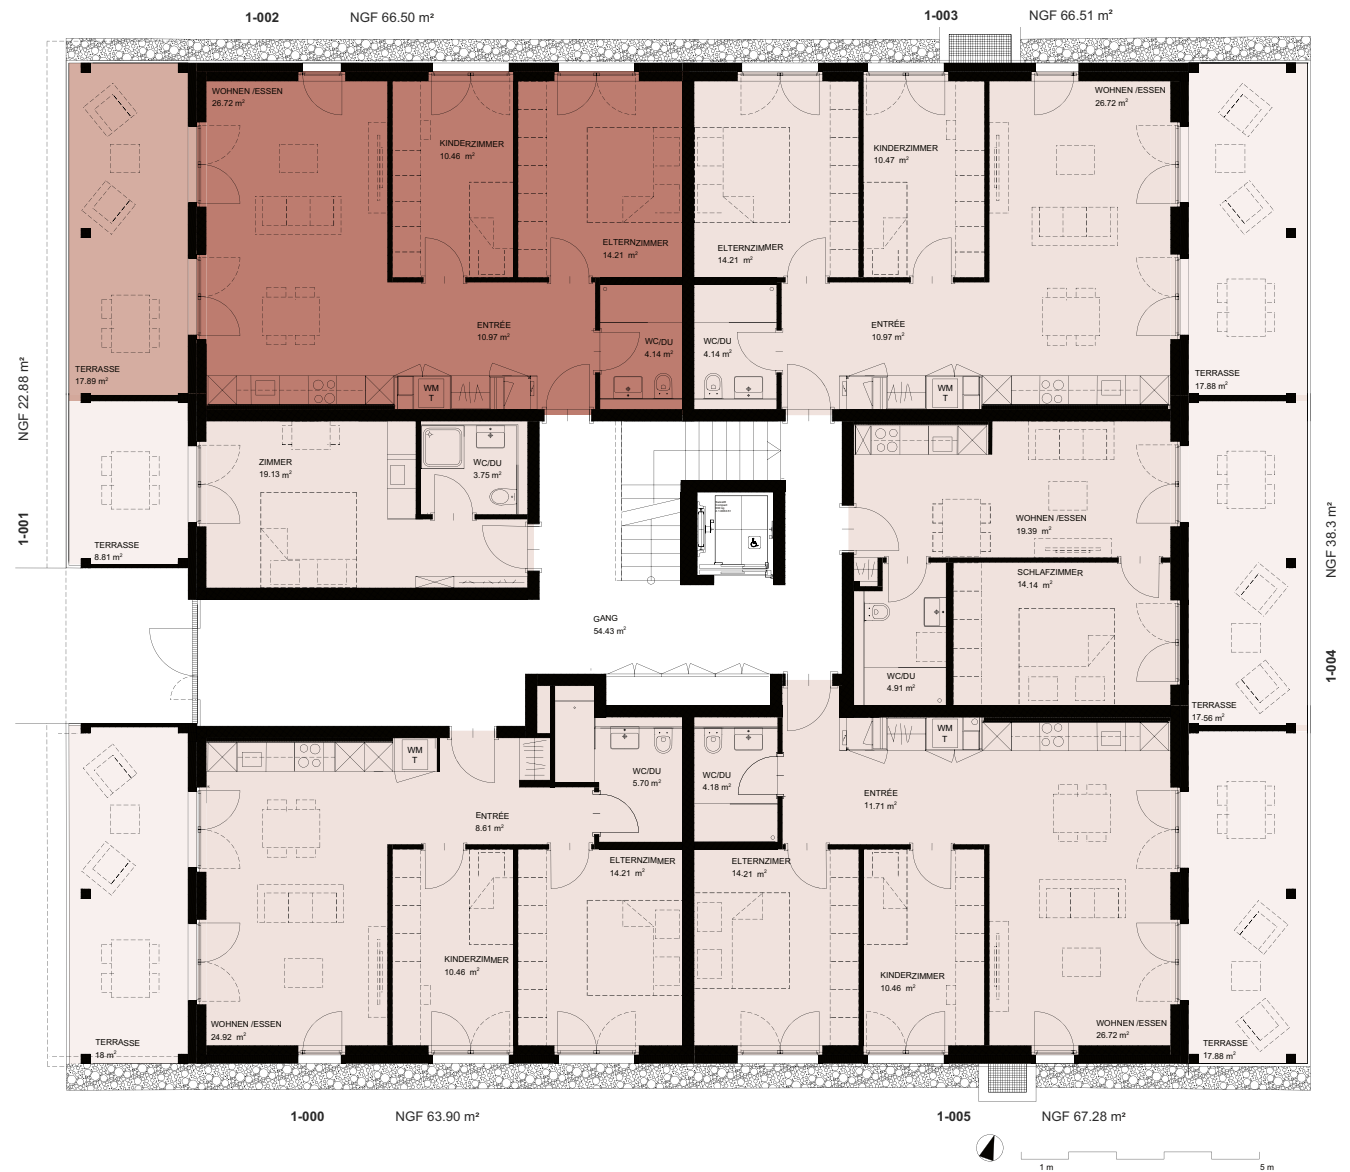 1-002 NGF 66.50 m²
1-003 NGF 66.51 m²
WOHNEN /ESSEN
26.72 m²
KINDERZIMMER
10.46 m²
ELTERNZIMMER
14.21 m²
ENTRÉE
10.97 m²
WC/DU
4.14 m²
WM
T
TERRASSE
17.89 m²
ELTERNZIMMER
14.21 m²
KINDERZIMMER
10.47 m²
WOHNEN /ESSEN
26.72 m²
WC/DU
4.14 m²
ENTRÉE
10.97 m²
WM
T
TERRASSE
17.88 m²
NGF 22.88 m²
1-001
ZIMMER
19.13 m²
WC/DU
3.75 m²
TERRASSE
8.81 m²
GANG
54.43 m²
WOHNEN /ESSEN
19.39 m²
SCHLAFZIMMER
14.14 m²
WC/DU
4.91 m²
TERRASSE
17.56 m²
NGF 38.3 m²
1-004
WM
T
WC/DU
5.70 m²
ENTRÉE
8.61 m²
ELTERNZIMMER
14.21 m²
KINDERZIMMER
10.46 m²
WOHNEN /ESSEN
24.92 m²
TERRASSE
18 m²
WM
T
WC/DU
4.18 m²
ENTRÉE
11.71 m²
ELTERNZIMMER
14.21 m²
KINDERZIMMER
10.46 m²
WOHNEN /ESSEN
26.72 m²
TERRASSE
17.88 m²
1-000 NGF 63.90 m²
1-005 NGF 67.28 m²
1 m 5 m